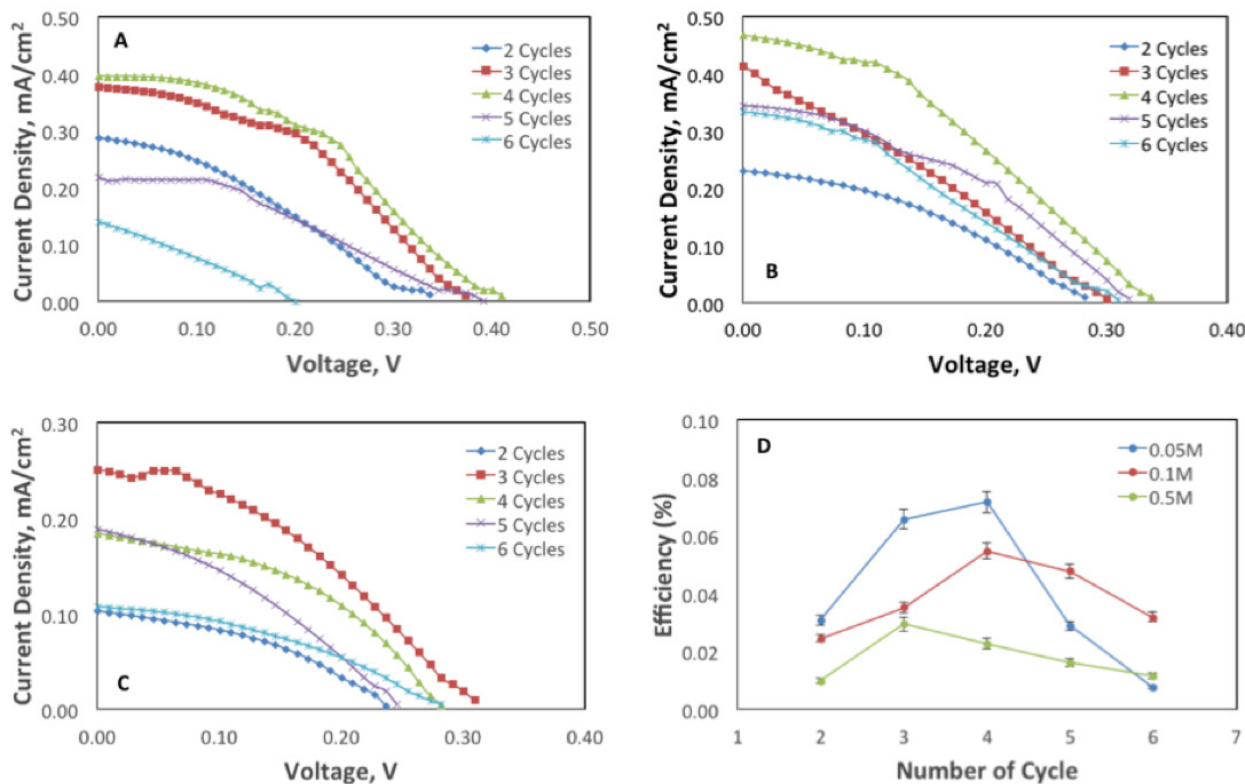 A
Current Density, mA/cm²
0.50
0.40
0.30
0.20
0.10
0.00
0.00 0.10 0.20 0.30 0.40 0.50
Voltage, V
2 Cycles
3 Cycles
4 Cycles
5 Cycles
6 Cycles
B
Current Density, mA/cm²
0.50
0.40
0.30
0.20
0.10
0.00
0.00 0.10 0.20 0.30 0.40
Voltage, V
2 Cycles
3 Cycles
4 Cycles
5 Cycles
6 Cycles
C
Current Density, mA/cm²
0.30
0.20
0.10
0.00
0.00 0.10 0.20 0.30 0.40
Voltage, V
2 Cycles
3 Cycles
4 Cycles
5 Cycles
6 Cycles
D
Efficiency (%)
0.10
0.08
0.06
0.04
0.02
0.00
1 2 3 4 5 6 7
Number of Cycle
0.05M
0.1M
0.5M